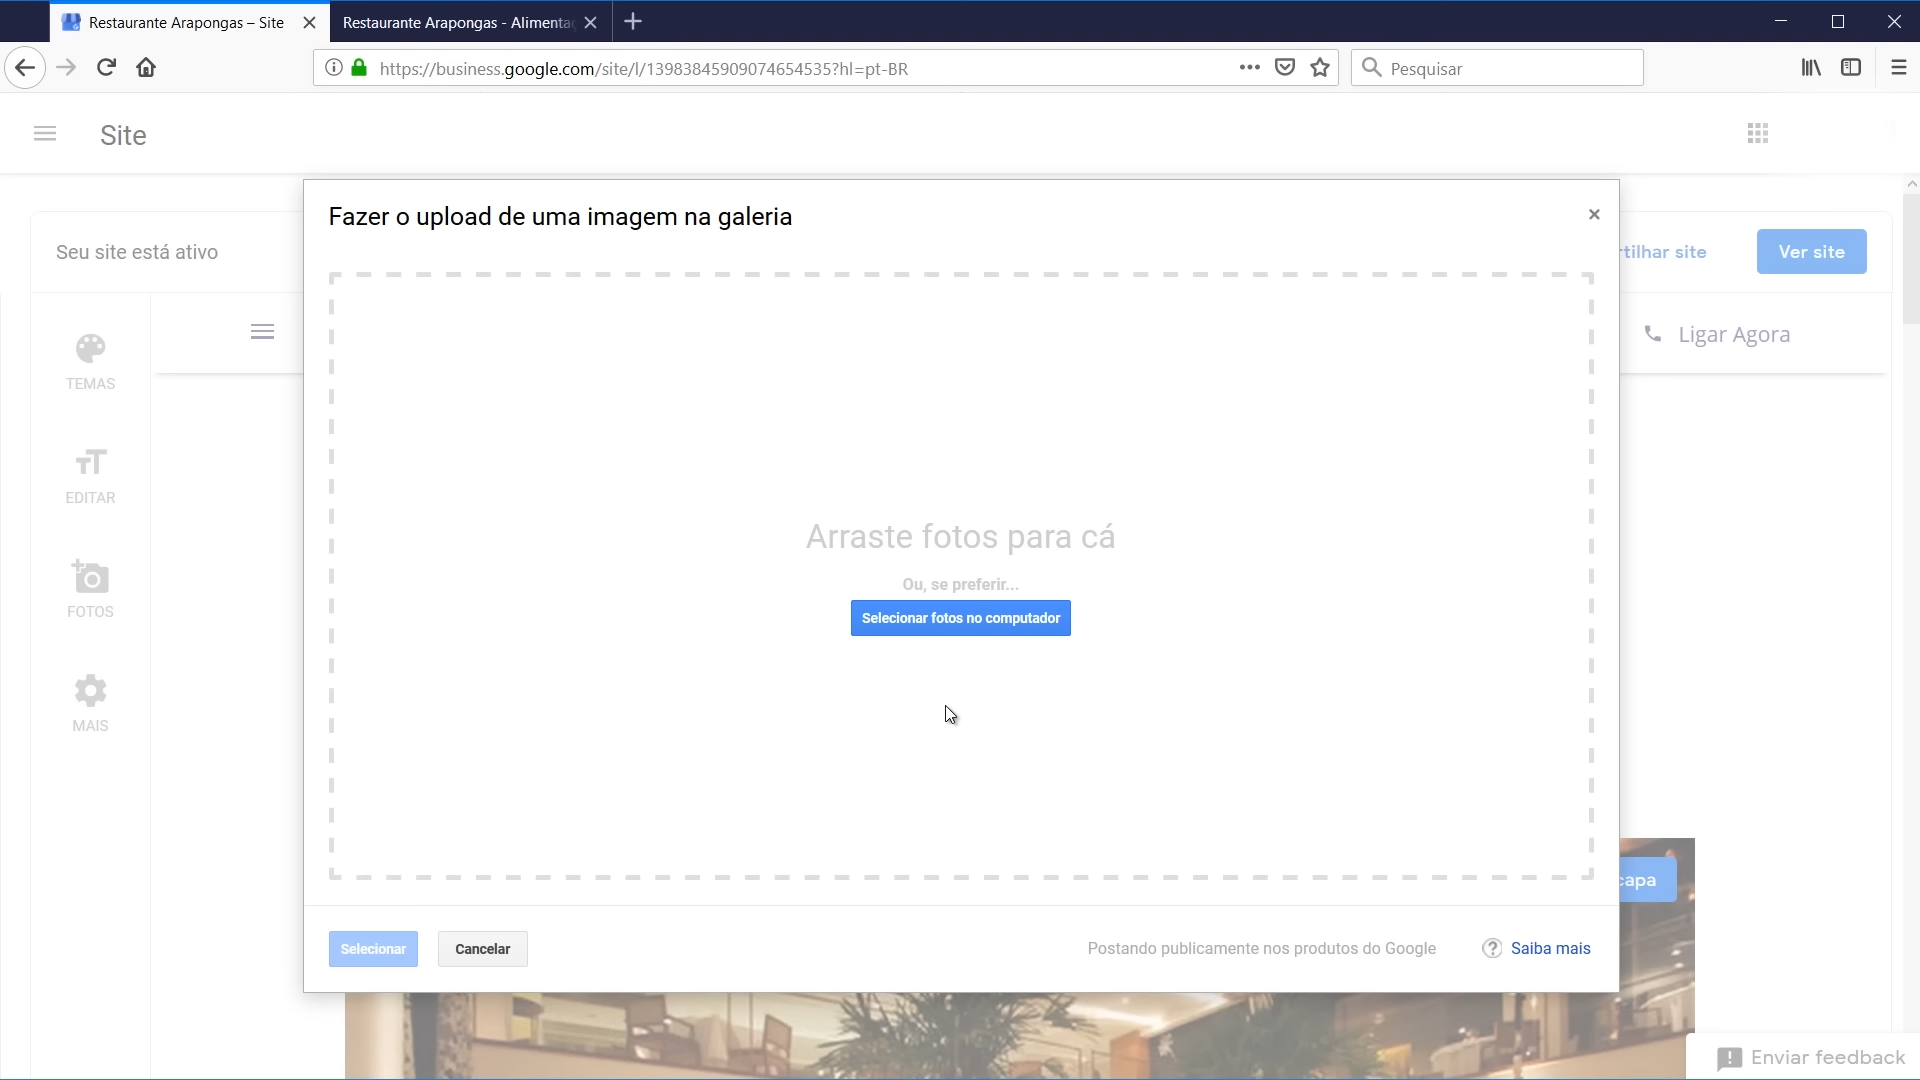 Restaurante Arapongas – Site
Restaurante Arapongas - Alimenta
https://business.google.com/site/l/13983845909074654535?hl=pt-BR
Pesquisar
Site
Fazer o upload de uma imagem na galeria
Seu site está ativo
tilhar site
Ver site
Ligar Agora
TEMAS
EDITAR
FOTOS
MAIS
Arraste fotos para cá
Ou, se preferir...
Selecionar fotos no computador
capa
Selecionar
Cancelar
Postando publicamente nos produtos do Google
Saiba mais
Enviar feedback